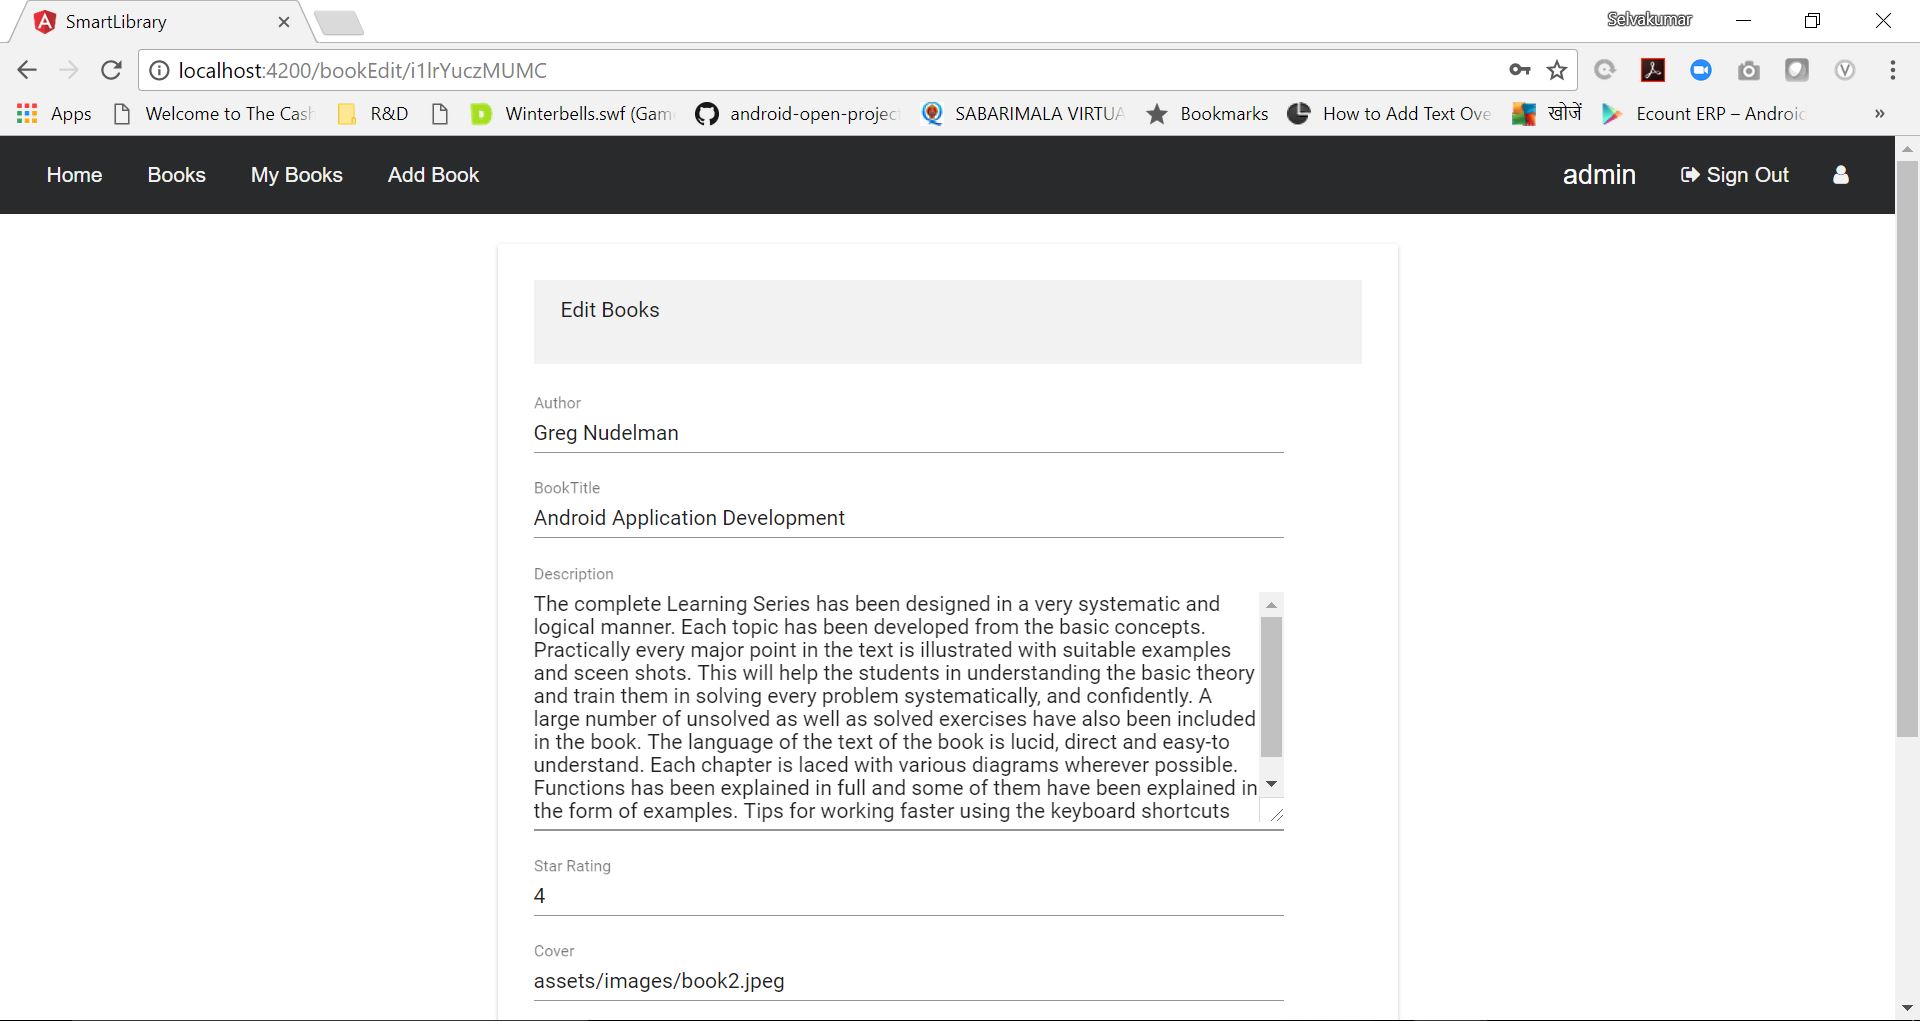 SmartLibrary
Selvakumar
localhost:4200/bookEdit/i1lrYuczMUMC
Apps
Welcome to The Cash
R&D
Winterbells.swf (Gam
android-open-projec
SABARIMALA VIRTUA
Bookmarks
How to Add Text Ove
खोजें
Ecount ERP – Androic
»
Home
Books
My Books
Add Book
admin
Sign Out
Edit Books
Author
Greg Nudelman
BookTitle
Android Application Development
Description
The complete Learning Series has been designed in a very systematic and
logical manner. Each topic has been developed from the basic concepts.
Practically every major point in the text is illustrated with suitable examples
and sceen shots. This will help the students in understanding the basic theory
and train them in solving every problem systematically, and confidently. A
large number of unsolved as well as solved exercises have also been included
in the book. The language of the text of the book is lucid, direct and easy-to
understand. Each chapter is laced with various diagrams wherever possible.
Functions has been explained in full and some of them have been explained in
the form of examples. Tips for working faster using the keyboard shortcuts
Star Rating
4
Cover
assets/images/book2.jpeg